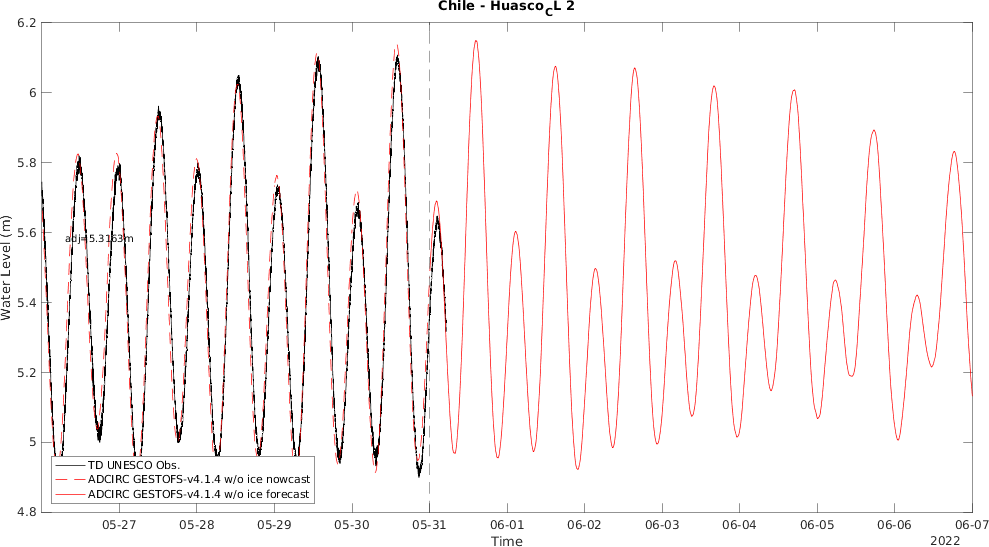 Chile - Huasco_CL 2
Water Level (m)
6.2
6
5.8
5.6
5.4
5.2
5
4.8
adj=5.3163m
TD UNESCO Obs.
ADCIRC GESTOFS-v4.1.4 w/o ice nowcast
ADCIRC GESTOFS-v4.1.4 w/o ice forecast
05-27 05-28 05-29 05-30 05-31 06-01 06-02 06-03 06-04 06-05 06-06 06-07
Time
2022